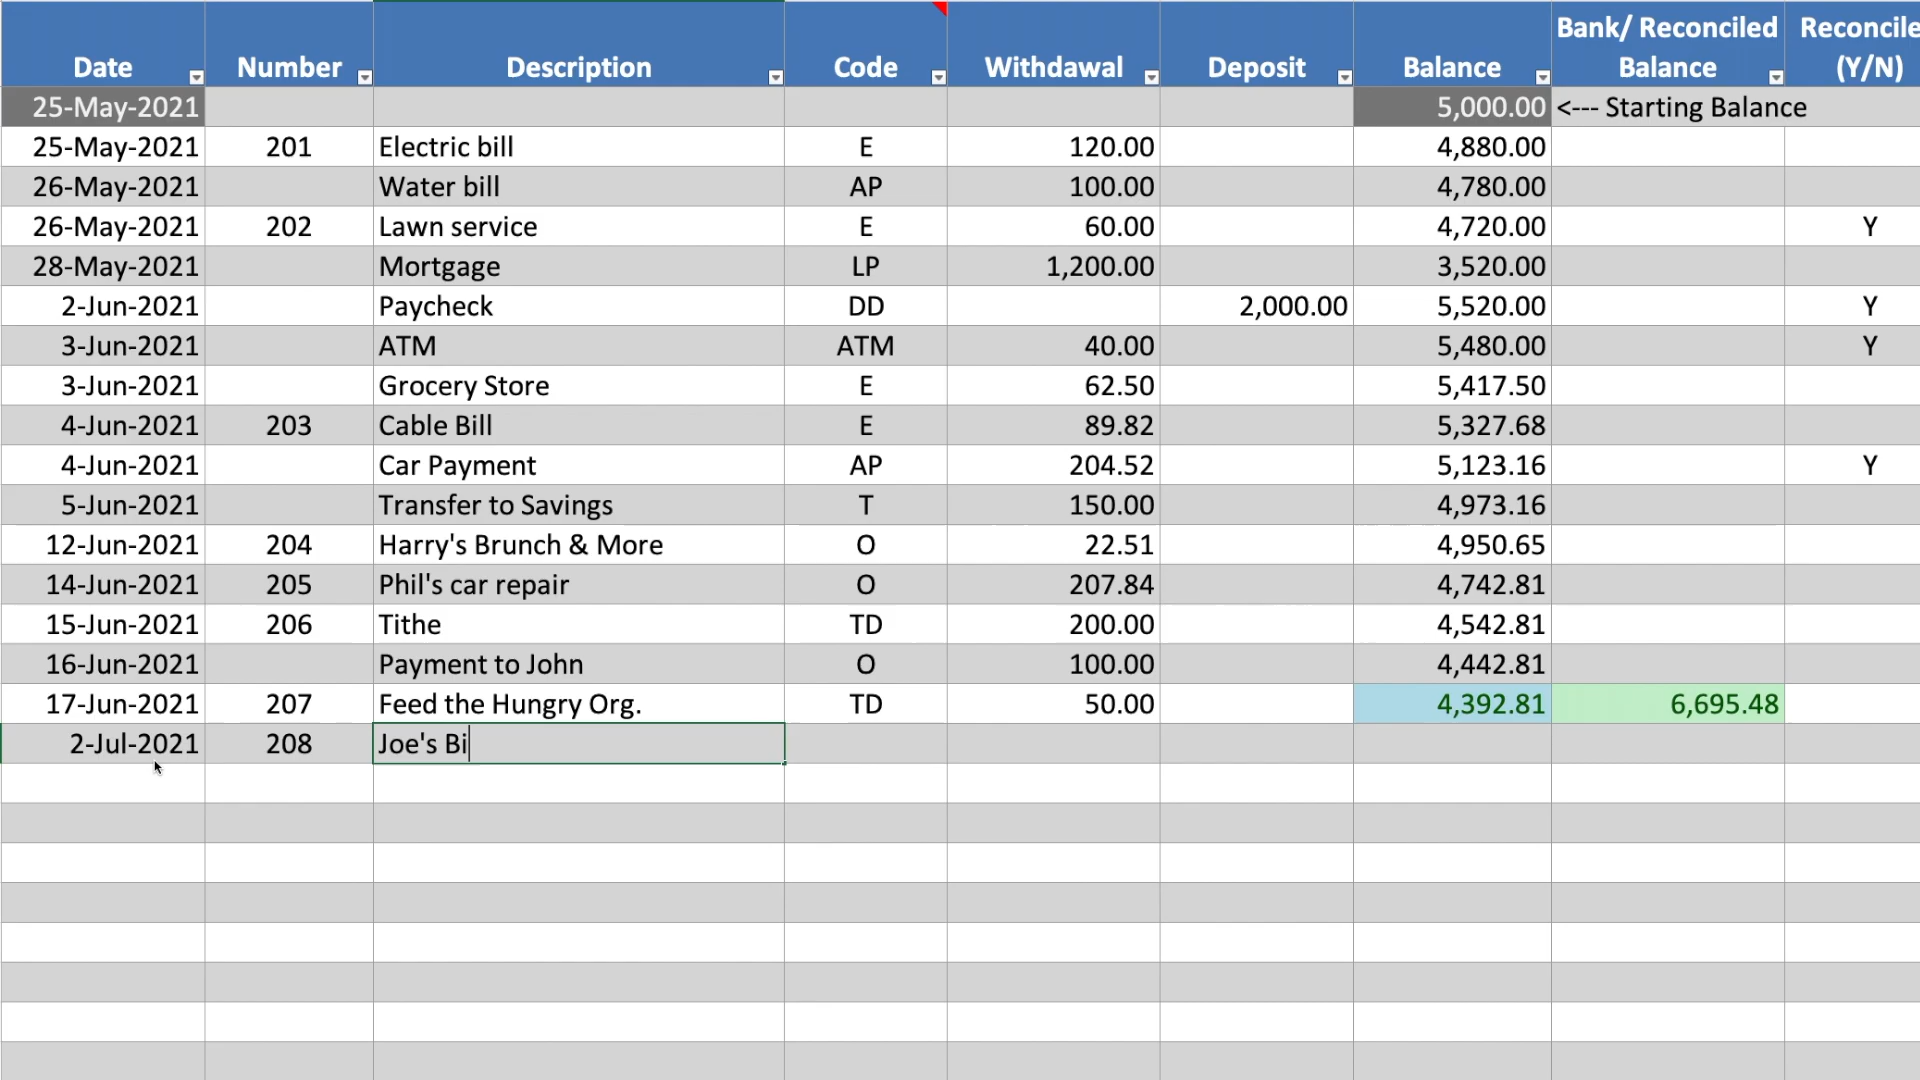 Date Number Description Code Withdawal Deposit Balance Bank/ Reconciled Balance Reconcile (Y/N)
25-May-2021 5,000.00 <--- Starting Balance
25-May-2021 201 Electric bill E 120.00 4,880.00
26-May-2021 Water bill AP 100.00 4,780.00
26-May-2021 202 Lawn service E 60.00 4,720.00 Y
28-May-2021 Mortgage LP 1,200.00 3,520.00
2-Jun-2021 Paycheck DD 2,000.00 5,520.00 Y
3-Jun-2021 ATM ATM 40.00 5,480.00 Y
3-Jun-2021 Grocery Store E 62.50 5,417.50
4-Jun-2021 203 Cable Bill E 89.82 5,327.68
4-Jun-2021 Car Payment AP 204.52 5,123.16 Y
5-Jun-2021 Transfer to Savings T 150.00 4,973.16
12-Jun-2021 204 Harry's Brunch & More O 22.51 4,950.65
14-Jun-2021 205 Phil's car repair O 207.84 4,742.81
15-Jun-2021 206 Tithe TD 200.00 4,542.81
16-Jun-2021 Payment to John O 100.00 4,442.81
17-Jun-2021 207 Feed the Hungry Org. TD 50.00 4,392.81 6,695.48
2-Jul-2021 208 Joe's Bi